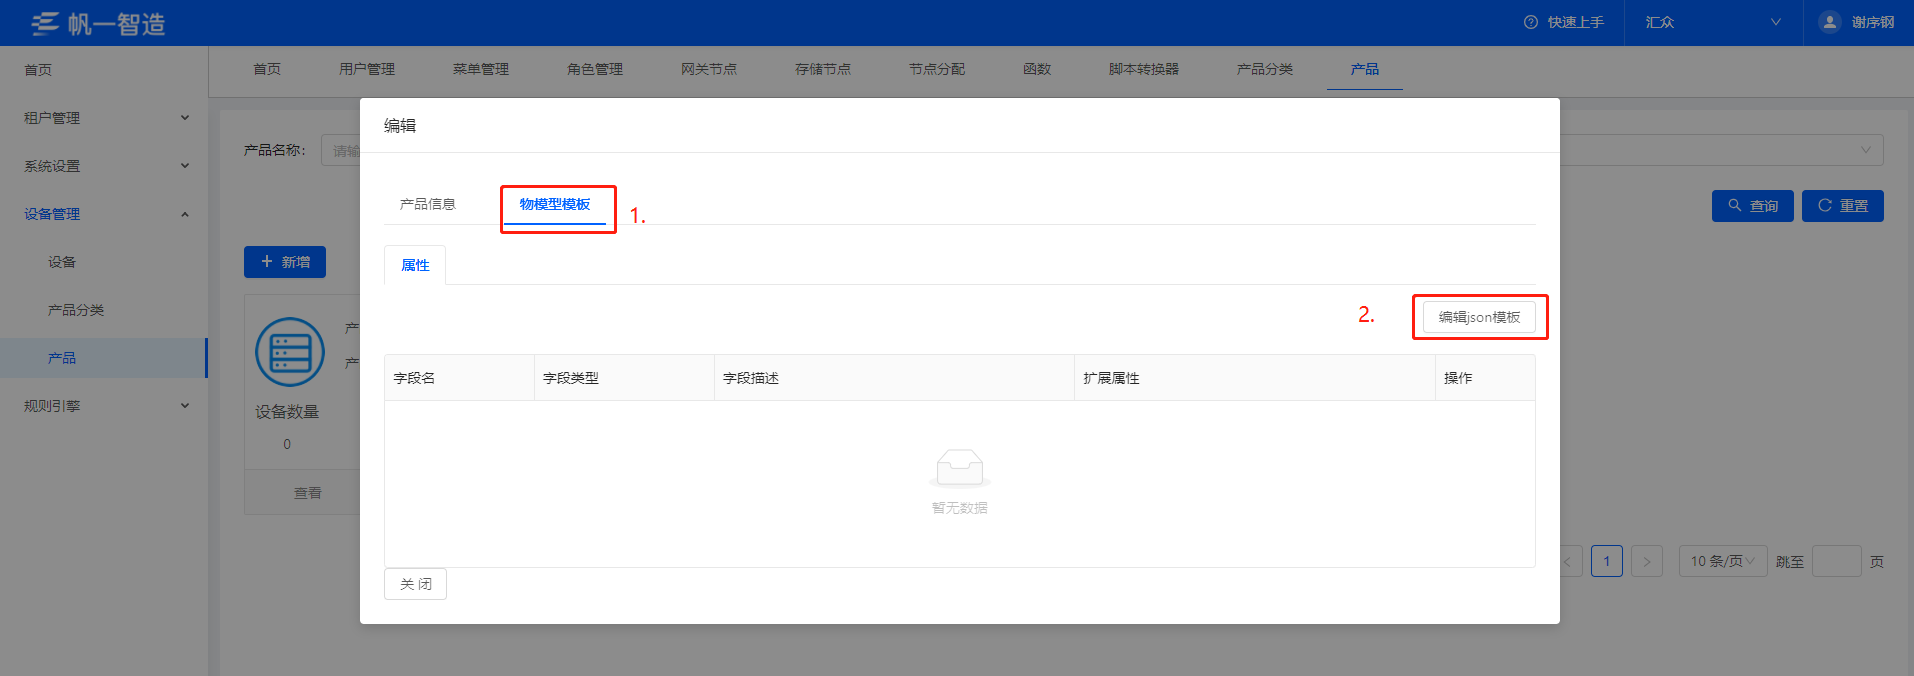 帆一智造
快速上手
汇众
谢序钢
首页
租户管理
系统设置
设备管理
设备
产品分类
产品
规则引擎
首页
用户管理
菜单管理
角色管理
网关节点
存储节点
节点分配
函数
脚本转换器
产品分类
产品
产品名称：
请输
查询
重置
新增
产
产
设备数量
0
查看
编辑
产品信息
物模型模板
1.
属性
2.
编辑json模板
字段名
字段类型
字段描述
扩展属性
操作
暂无数据
关 闭
1
10 条/页
跳至
页